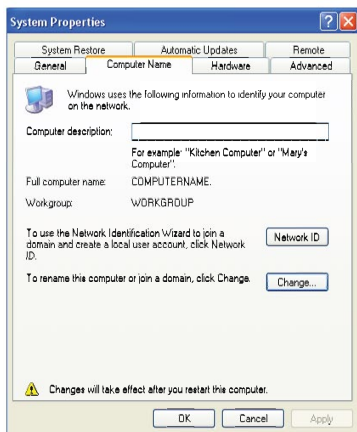 System Properties
System Restore Automatic Updates Remote
General Computer Name Hardware Advanced
Windows uses the following information to identify your computer
on the network.
Computer description:
For example: "Kitchen Computer" or "Mary's
Computer".
Full computer name: COMPUTERNAME.
Workgroup: WORKGROUP
To use the Network Identification Wizard to join a
domain and create a local user account, click Network
ID.
Network ID
To rename this computer or join a domain, click Change.
Change...
Changes will take effect after you restart this computer.
OK Cancel Apply